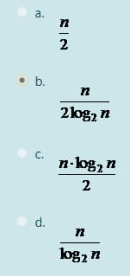 a. n/2
b. n/(2log₂ n)
c. (n·log₂ n)/2
d. n/(log₂ n)